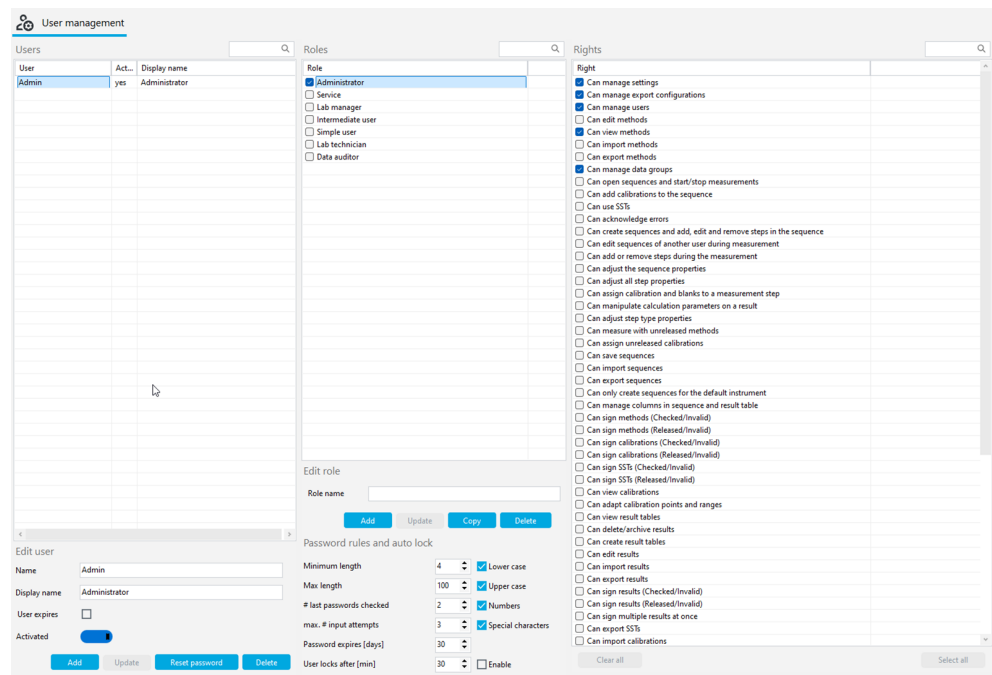 User management
Users
User Act... Display name
Admin yes Administrator
Edit user
Name Admin
Display name Administrator
User expires
Activated
Add Update Reset password Delete
Roles
Role
Administrator
Service
Lab manager
Intermediate user
Simple user
Lab technician
Data auditor
Edit role
Role name
Add Update Copy Delete
Password rules and auto lock
Minimum length 4 Lower case
Max length 100 Upper case
# last passwords checked 2 Numbers
max. # input attempts 3 Special characters
Password expires [days] 30
User locks after [min] 30 Enable
Rights
Right
Can manage settings
Can manage export configurations
Can manage users
Can edit methods
Can view methods
Can import methods
Can export methods
Can manage data groups
Can open sequences and start/stop measurements
Can add calibrations to the sequence
Can use SSTs
Can acknowledge errors
Can create sequences and add, edit and remove steps in the sequence
Can edit sequences of another user during measurement
Can add or remove steps during the measurement
Can adjust the sequence properties
Can adjust all step properties
Can assign calibration and blanks to a measurement step
Can manipulate calculation parameters on a result
Can adjust step type properties
Can measure with unreleased methods
Can assign unreleased calibrations
Can save sequences
Can import sequences
Can export sequences
Can only create sequences for the default instrument
Can manage columns in sequence and result table
Can sign methods (Checked/Invalid)
Can sign methods (Released/Invalid)
Can sign calibrations (Checked/Invalid)
Can sign calibrations (Released/Invalid)
Can sign SSTs (Checked/Invalid)
Can sign SSTs (Released/Invalid)
Can view calibrations
Can adapt calibration points and ranges
Can view result tables
Can delete/archive results
Can create result tables
Can edit results
Can import results
Can export results
Can sign results (Checked/Invalid)
Can sign results (Released/Invalid)
Can sign multiple results at once
Can export SSTs
Can import calibrations
Clear all Select all